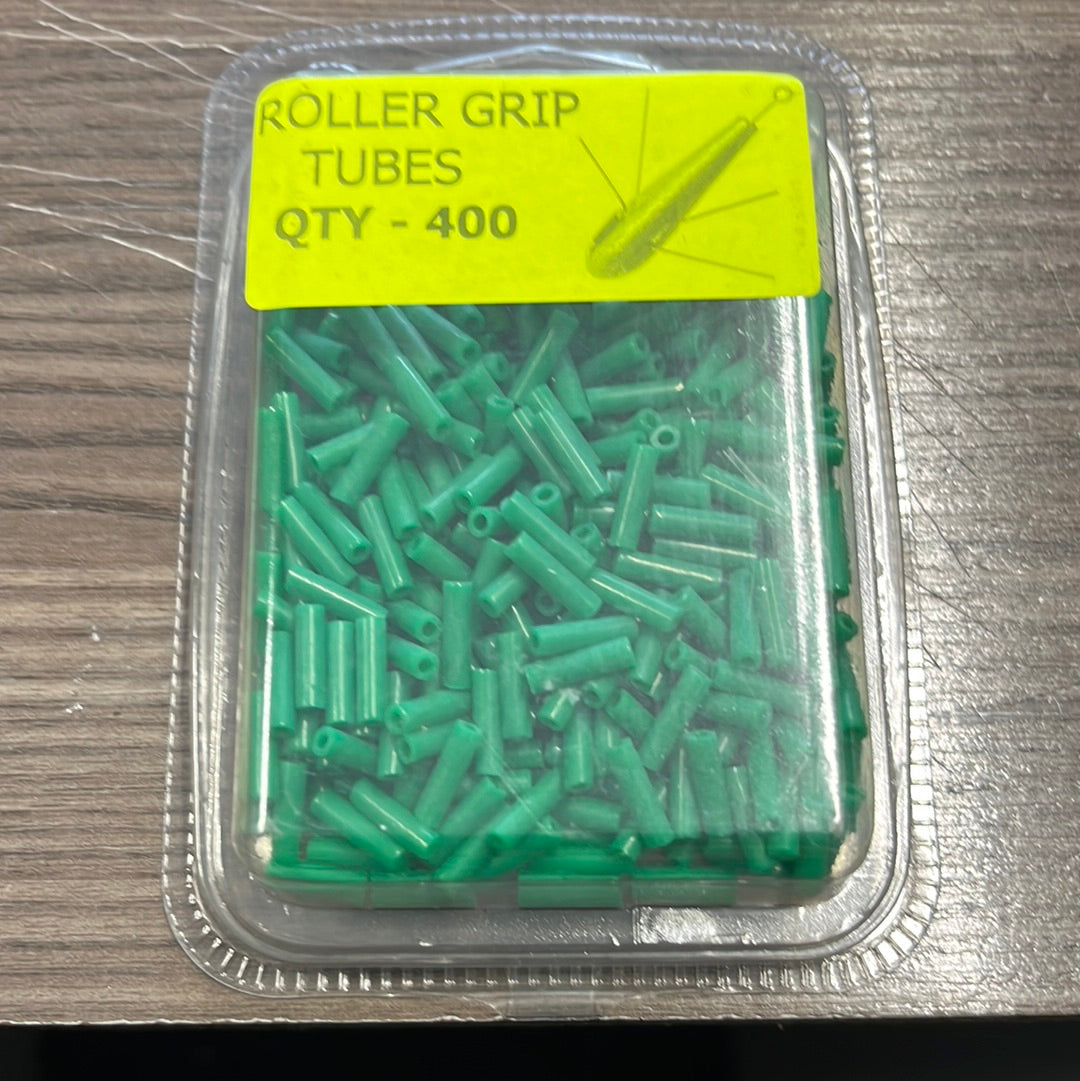 ROLLER GRIP
TUBES
QTY - 400